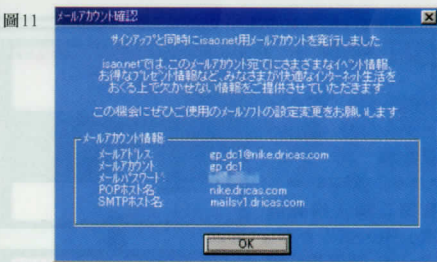 圖11
メールアカウント確認
サインアップと同時にisao.net用メールアカウントを発行しました
isao.netでは、このメールアカウント宛てにさまざまなイベント情報、
お得なプレゼント情報など、みなさまが快適なインターネット生活を
おくる上で欠かせない情報をご提供させていただきます
この機会にぜひご使用のメールソフトの設定変更をお願いします
メールアカウント情報
メールアドレス: ep_dc1@nike.dricas.com
メールアカウント: ep_dc1
メールパスワード:
POPホスト名: nike.dricas.com
SMTPホスト名: mailsv1.dricas.com
OK